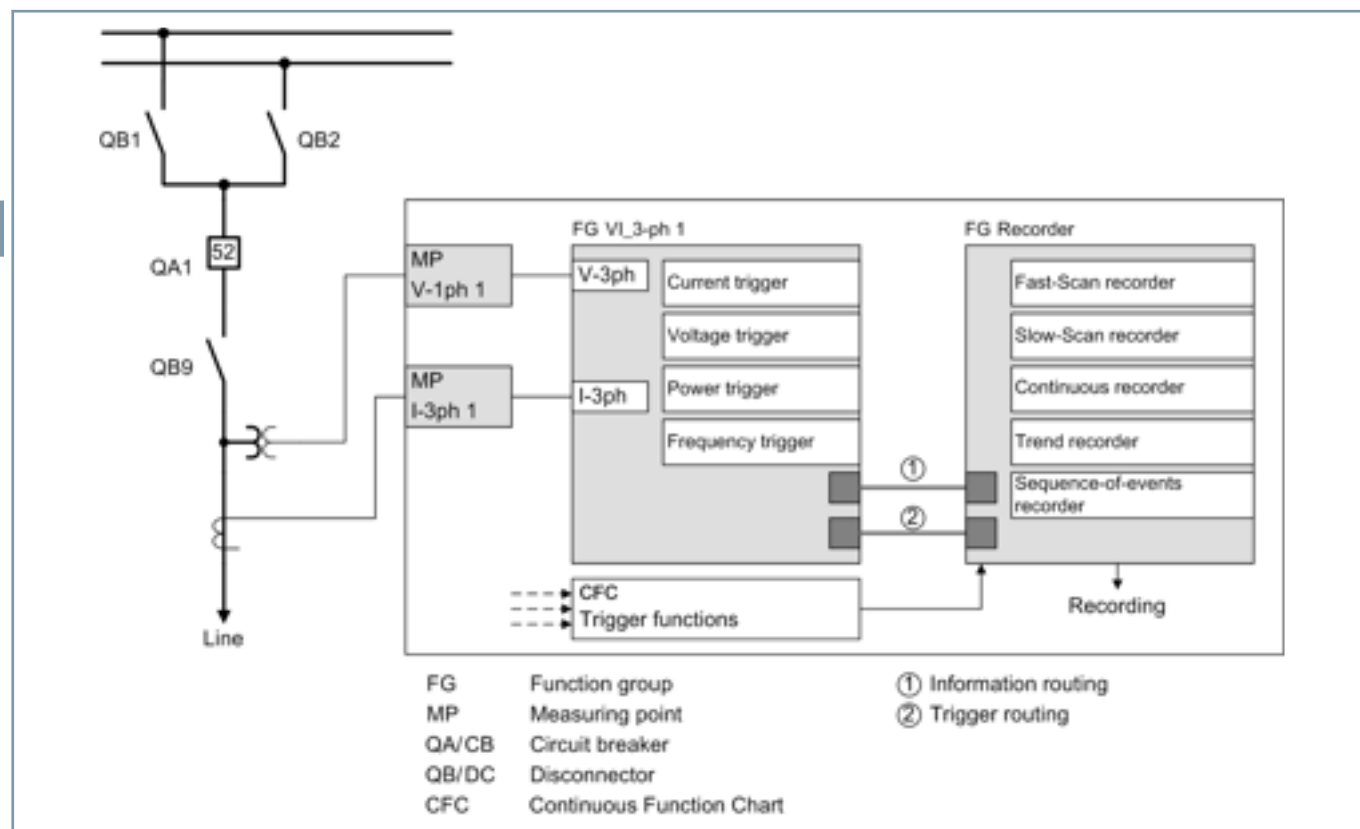 QB1
QB2
52
QA1
QB9
Line
MP
V-1ph 1
MP
I-3ph 1
FG VI_3-ph 1
V-3ph
I-3ph
Current trigger
Voltage trigger
Power trigger
Frequency trigger
1
2
FG Recorder
Fast-Scan recorder
Slow-Scan recorder
Continuous recorder
Trend recorder
Sequence-of-events
recorder
CFC
Trigger functions
Recording
FG Function group
MP Measuring point
QA/CB Circuit breaker
QB/DC Disconnector
CFC Continuous Function Chart
1 Information routing
2 Trigger routing